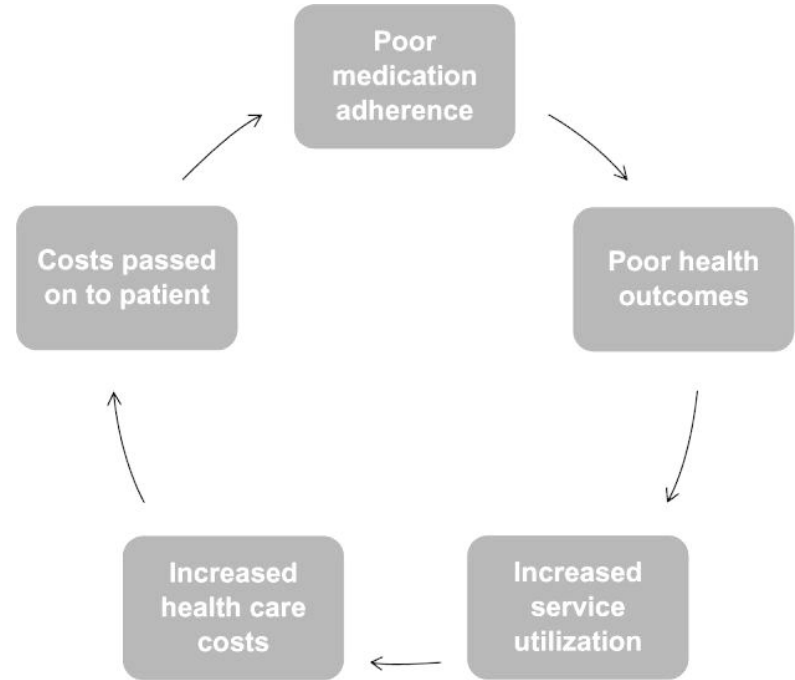 Poor
medication
adherence
Poor health
outcomes
Increased
service
utilization
Increased
health care
costs
Costs passed
on to patient